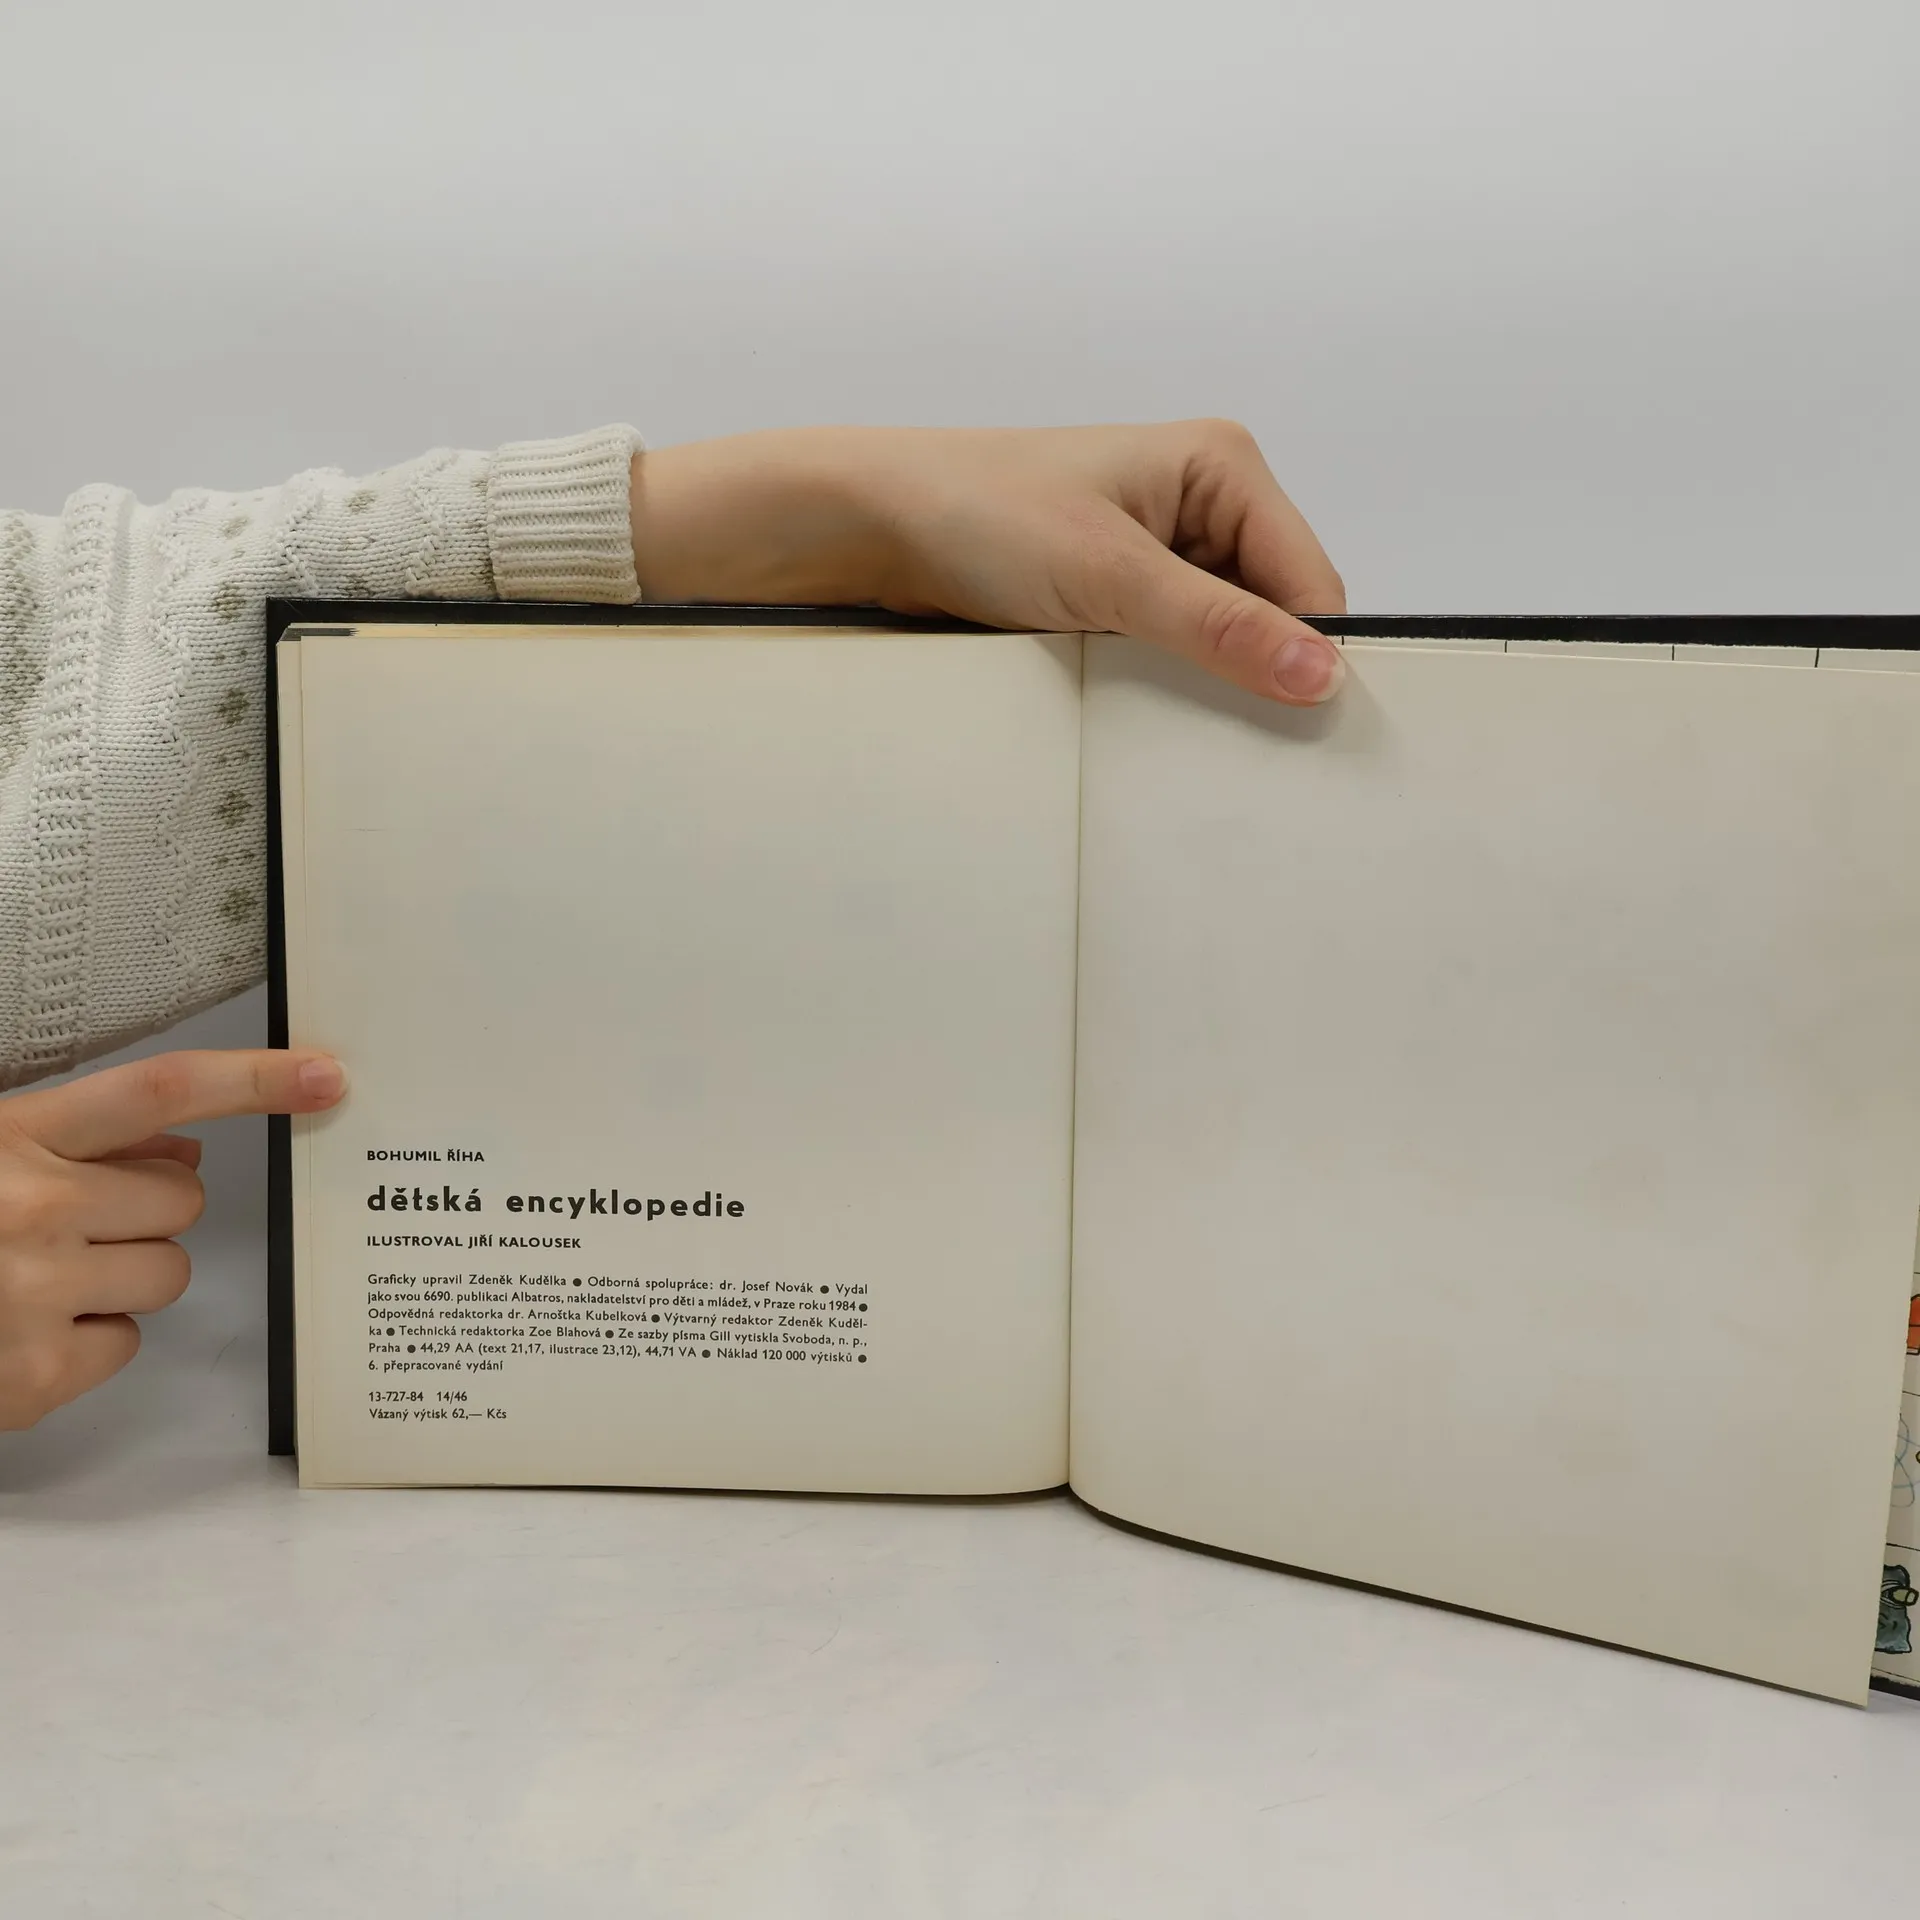 BOHUMIL ŘÍHA
dětská encyklopedie
ILUSTROVAL JIŘÍ KALOUSEK
Graficky upravil Zdeněk Kudělka ● Odborná spolupráce: dr. Josef Novák ● Vydal
jako svou 6690. publikaci Albatros, nakladatelství pro děti a mládež, v Praze roku 1984 ●
Odpovědná redaktorka dr. Arnoštka Kubelková ● Výtvarný redaktor Zdeněk Kuděl-
ka ● Technická redaktorka Zoe Blahová ● Ze sazby písma Gill vytiskla Svoboda, n. p.,
Praha ● 44,29 AA (text 21,17, ilustrace 23,12), 44,71 VA ● Náklad 120 000 výtisků ●
6. přepracované vydání
13-727-84 14/46
Vázaný výtisk 62,— Kčs